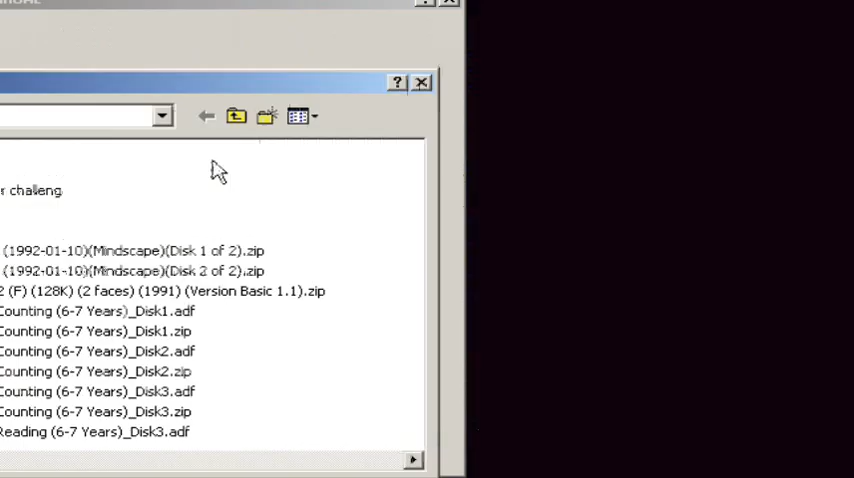 r challeng
(1992-01-10)(Mindscape)(Disk 1 of 2).zip
(1992-01-10)(Mindscape)(Disk 2 of 2).zip
2 (F) (128K) (2 faces) (1991) (Version Basic 1.1).zip
Counting (6-7 Years)_Disk1.adf
Counting (6-7 Years)_Disk1.zip
Counting (6-7 Years)_Disk2.adf
Counting (6-7 Years)_Disk2.zip
Counting (6-7 Years)_Disk3.adf
Counting (6-7 Years)_Disk3.zip
Reading (6-7 Years)_Disk3.adf